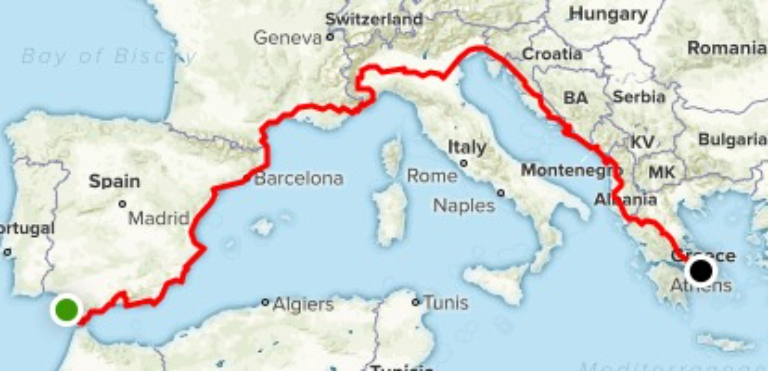 Switzerland
Hungary
Geneva
Croatia
Romania
Bay of Biscay
BA
Serbia
Bulgaria
KV
Italy
Montenegro
MK
Spain
Barcelona
Rome
Albania
Madrid
Naples
ortugal
Greece
Athens
Algiers
Tunis
Tunisia
Mediterranean